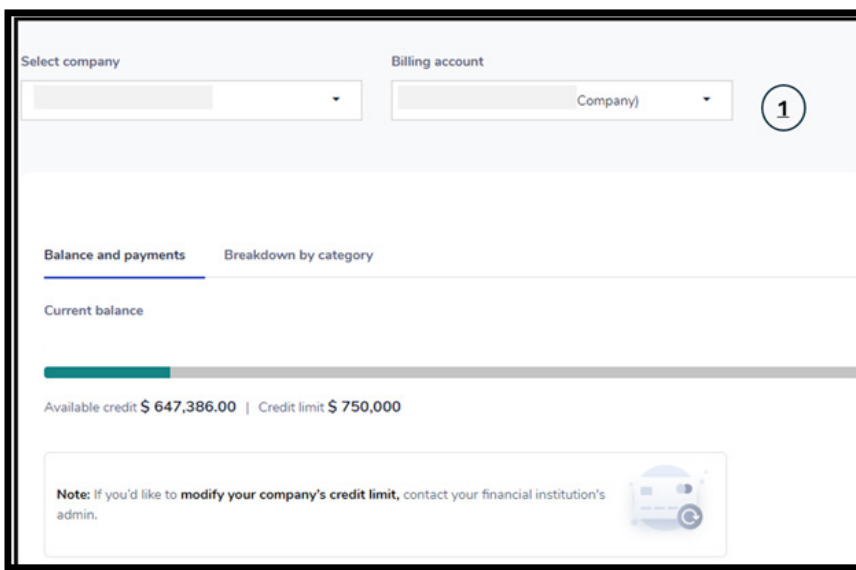 Select company Billing account
Company)
1
Balance and payments Breakdown by category
Current balance
Available credit $ 647,386.00 | Credit limit $ 750,000
Note: If you'd like to modify your company's credit limit, contact your financial institution's
admin.